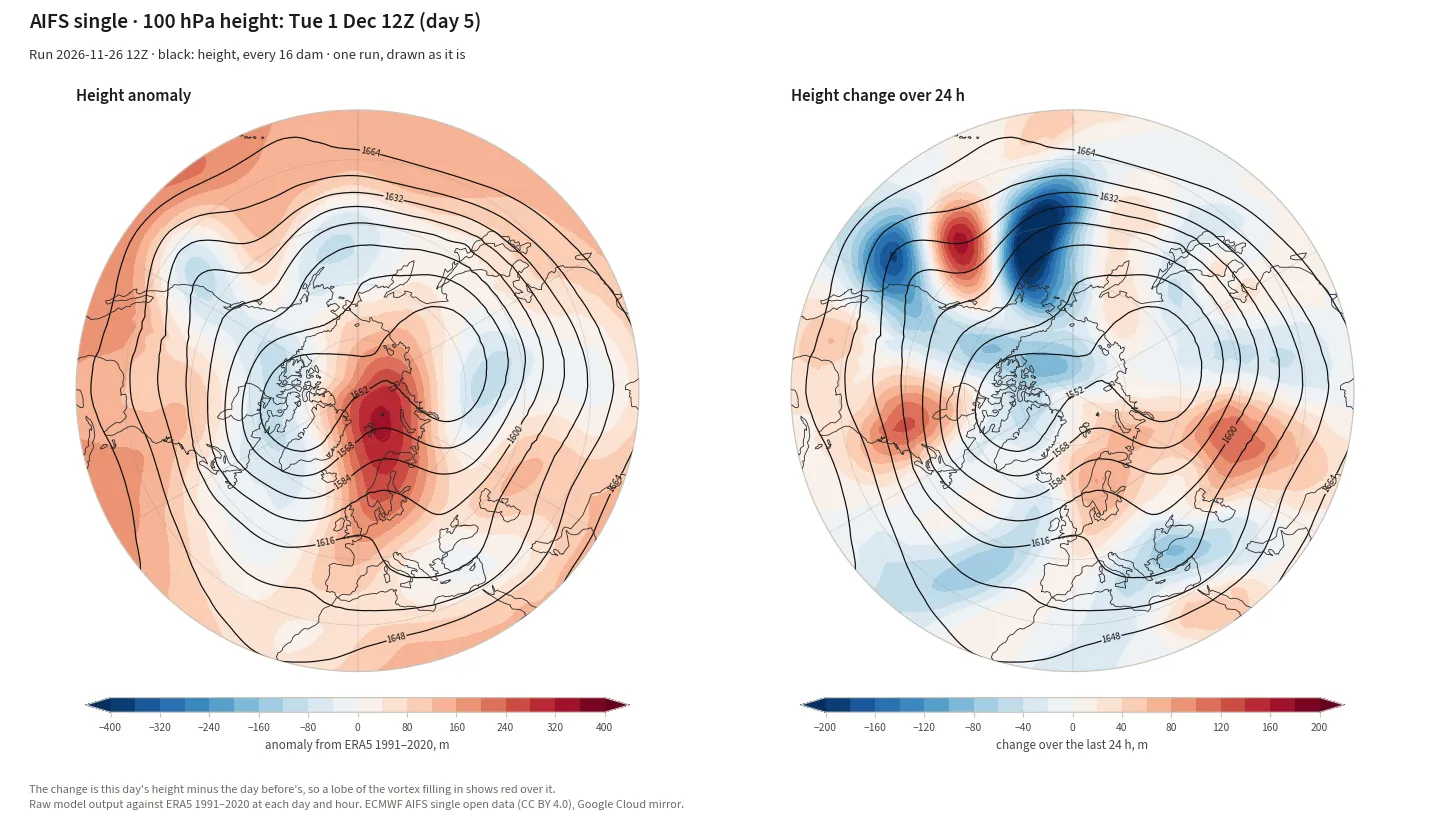 AIFS single · 100 hPa height: Tue 1 Dec 12Z (day 5)
Run 2026-11-26 12Z · black: height, every 16 dam · one run, drawn as it is
Height anomaly
Height change over 24 h
1664
1632
1552
1568
1584
1600
1664
1616
1648
1664
1632
1552
1568
1584
1600
1664
1616
1648
−400 −320 −240 −160 −80 0 80 160 240 320 400
anomaly from ERA5 1991–2020, m
−200 −160 −120 −80 −40 0 40 80 120 160 200
change over the last 24 h, m
The change is this day's height minus the day before's, so a lobe of the vortex filling in shows red over it.
Raw model output against ERA5 1991–2020 at each day and hour. ECMWF AIFS single open data (CC BY 4.0), Google Cloud mirror.